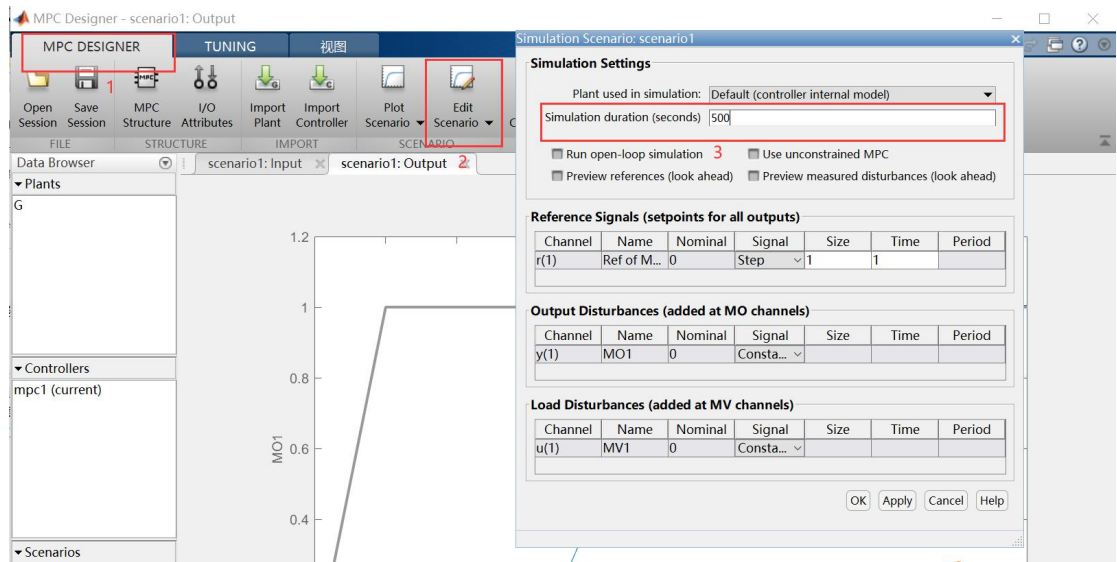 MPC Designer - scenario1: Output
MPC DESIGNER
TUNING
视图
1
Open Session
Save Session
MPC Structure
I/O Attributes
Import Plant
Import Controller
Plot Scenario
Edit Scenario
FILE
STRUCTURE
IMPORT
SCENARIO
Data Browser
scenario1: Input
scenario1: Output
2
Plants
G
Controllers
mpc1 (current)
Scenarios
1.2
1
0.8
0.6
0.4
MO1
Simulation Scenario: scenario1
Simulation Settings
Plant used in simulation: Default (controller internal model)
Simulation duration (seconds) 500
Run open-loop simulation 3 Use unconstrained MPC
Preview references (look ahead) Preview measured disturbances (look ahead)
Reference Signals (setpoints for all outputs)
Channel Name Nominal Signal Size Time Period
r(1) Ref of M... 0 Step 1 1
Output Disturbances (added at MO channels)
Channel Name Nominal Signal Size Time Period
y(1) MO1 0 Consta...
Load Disturbances (added at MV channels)
Channel Name Nominal Signal Size Time Period
u(1) MV1 0 Consta...
OK Apply Cancel Help